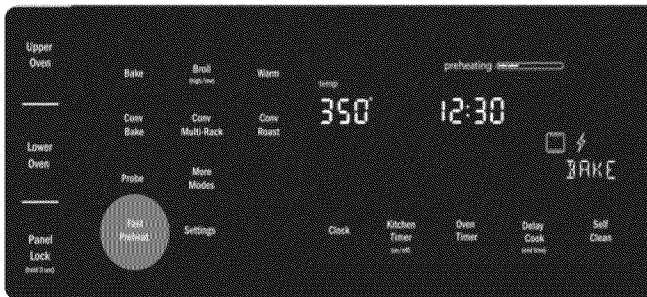 Upper
Oven
Lower
Oven
Panel
Lock
(hold 3 sec)
Bake
Broll
(high/low)
Warm
Conv
Bake
Conv
Multi-Rack
Conv
Roast
Probe
More
Modes
Fast
Preheat
Settings
preheating
temp
350°
12:30
BAKE
Clock
Kitchen
Timer
(on/off)
Oven
Timer
Delay
Cook
(end time)
Self
Clean